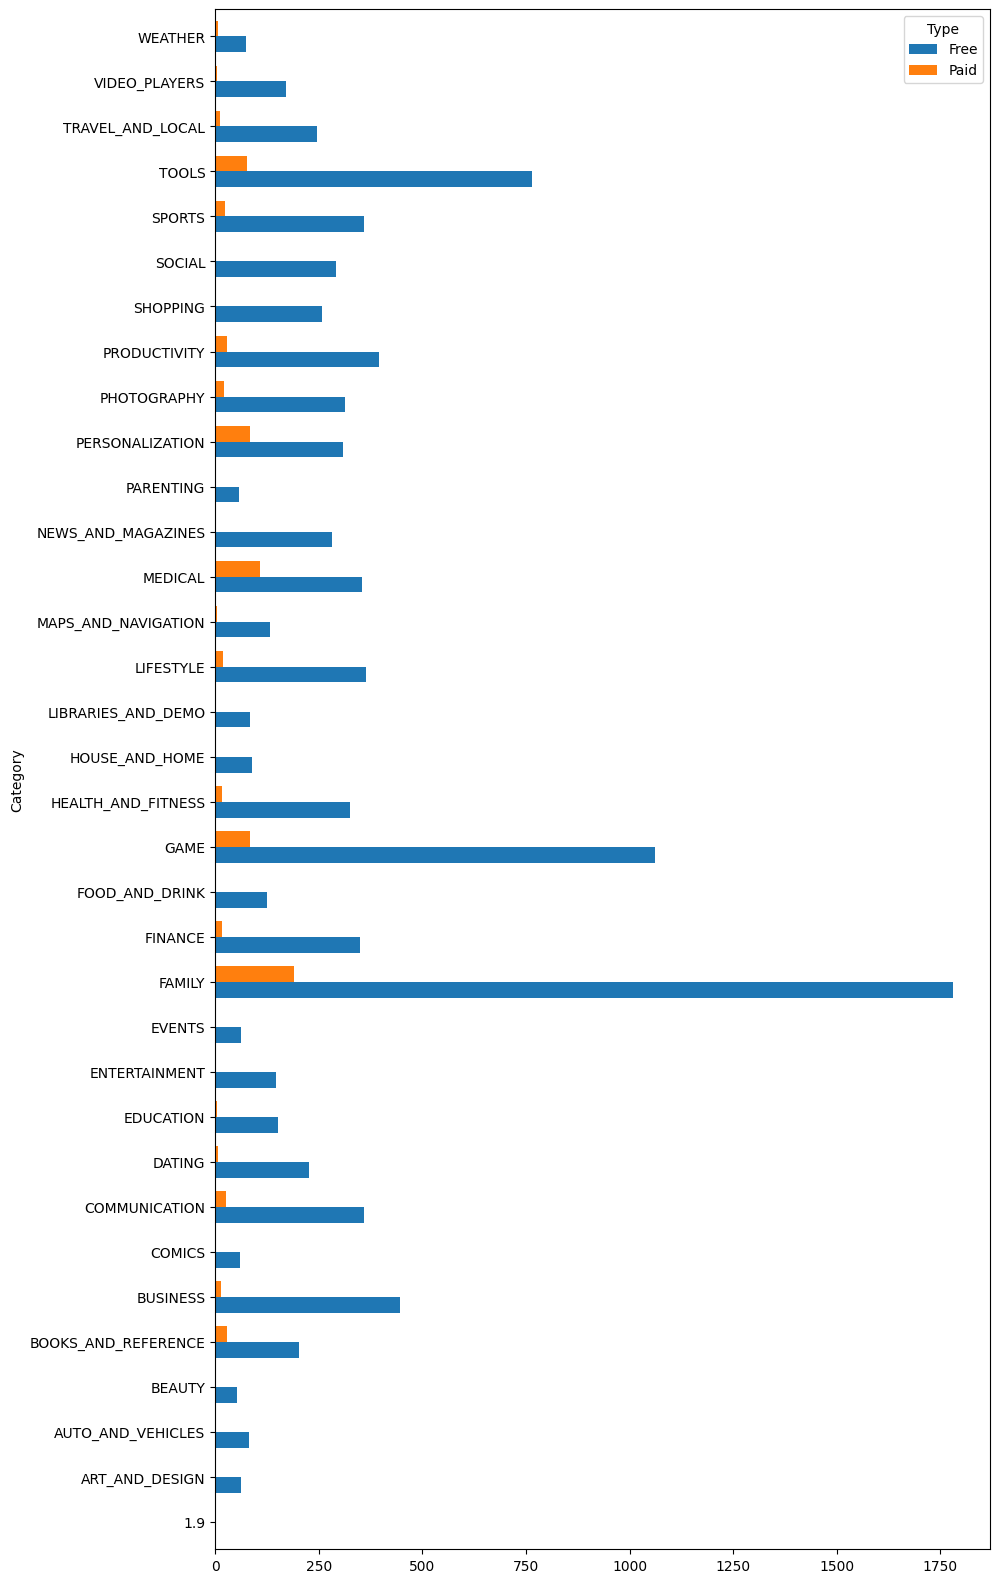 Type
Free
Paid
WEATHER
VIDEO_PLAYERS
TRAVEL_AND_LOCAL
TOOLS
SPORTS
SOCIAL
SHOPPING
PRODUCTIVITY
PHOTOGRAPHY
PERSONALIZATION
PARENTING
NEWS_AND_MAGAZINES
MEDICAL
MAPS_AND_NAVIGATION
LIFESTYLE
LIBRARIES_AND_DEMO
HOUSE_AND_HOME
HEALTH_AND_FITNESS
GAME
FOOD_AND_DRINK
FINANCE
FAMILY
EVENTS
ENTERTAINMENT
EDUCATION
DATING
COMMUNICATION
COMICS
BUSINESS
BOOKS_AND_REFERENCE
BEAUTY
AUTO_AND_VEHICLES
ART_AND_DESIGN
1.9
Category
0 250 500 750 1000 1250 1500 1750